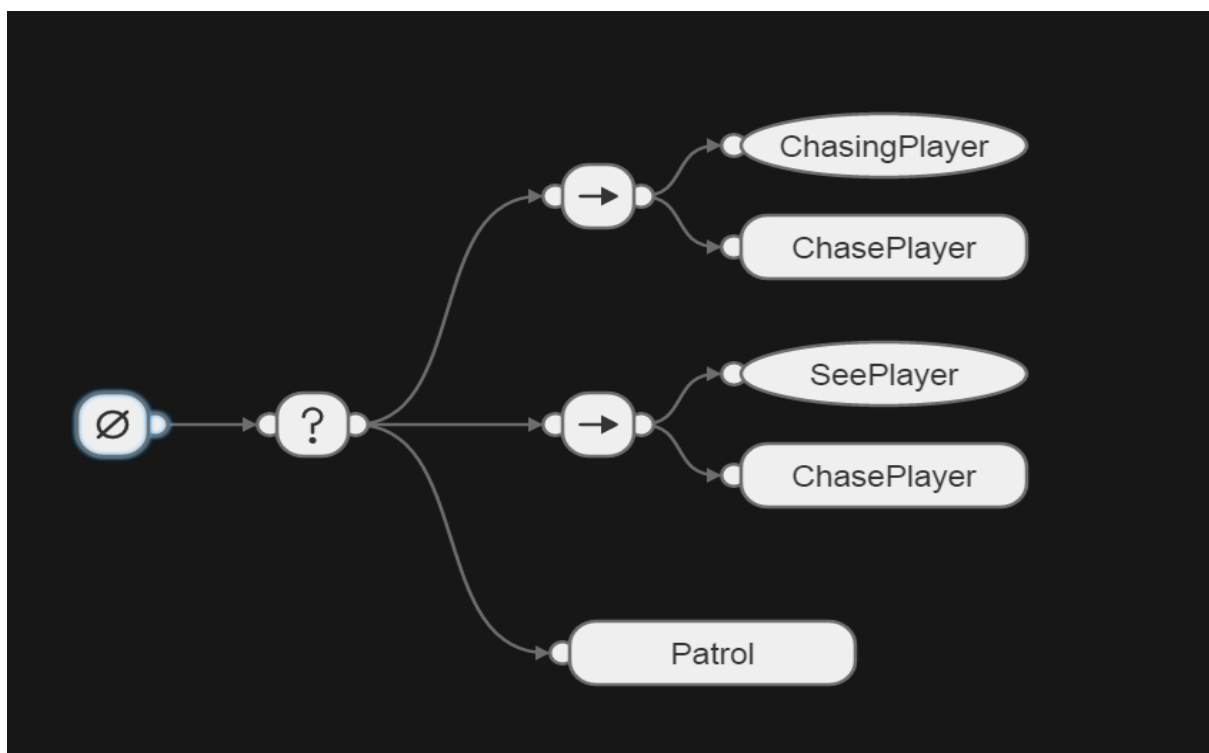 ChasingPlayer
→
ChasePlayer
SeePlayer
∅
?
→
ChasePlayer
Patrol